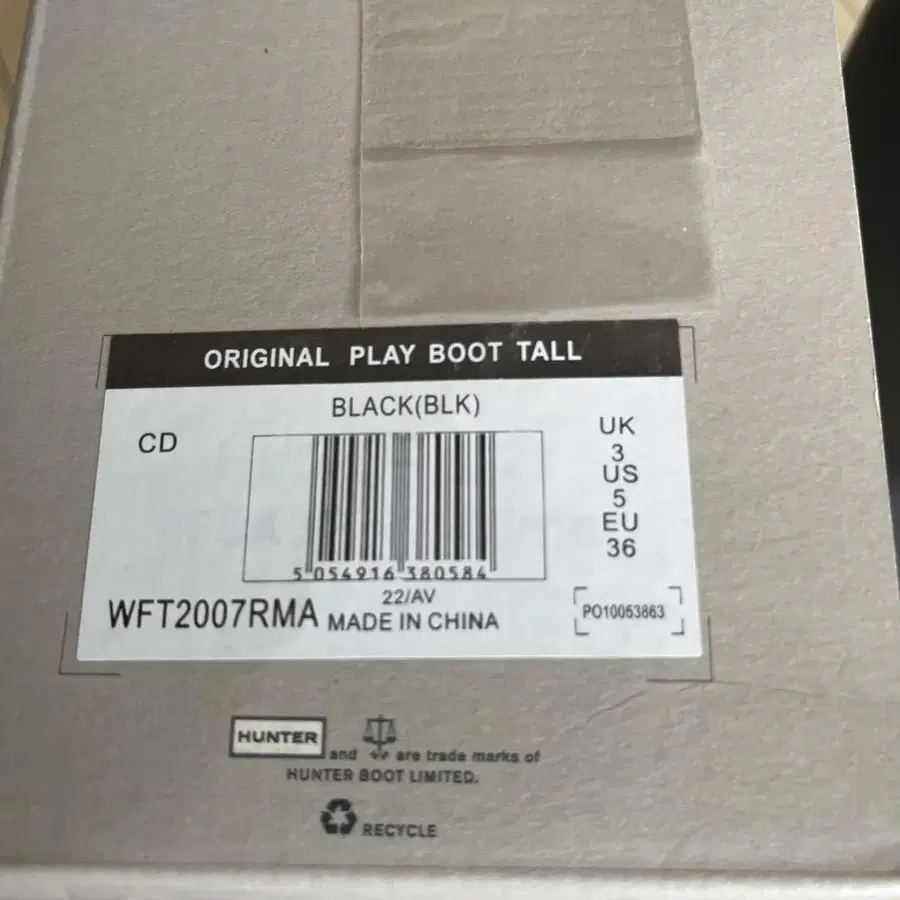 ORIGINAL PLAY BOOT TALL
BLACK(BLK)
CD
UK
3
US
5
EU
36
5 054916 380584
22/AV
WFT2007RMA
MADE IN CHINA
PO10053863
HUNTER and are trade marks of
HUNTER BOOT LIMITED.
RECYCLE